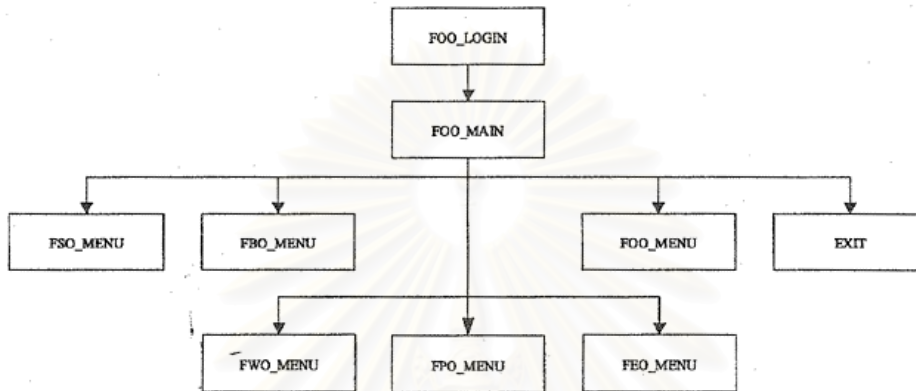 FOO_LOGIN
FOO_MAIN
FSO_MENU
FBO_MENU
FOO_MENU
EXIT
FWO_MENU
FPO_MENU
FEO_MENU